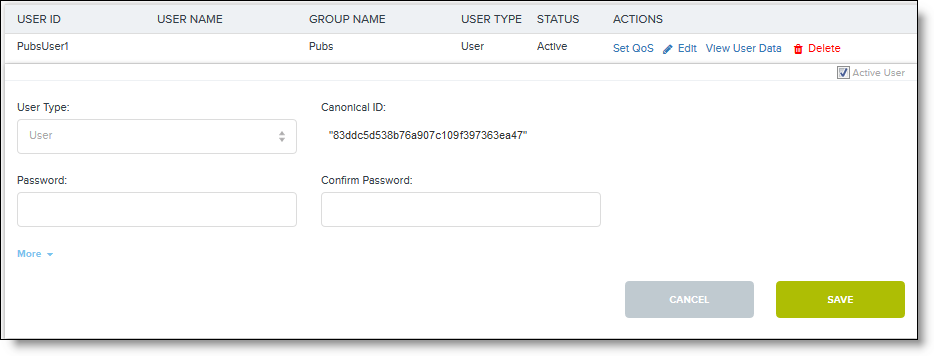 USER ID USER NAME GROUP NAME USER TYPE STATUS ACTIONS
PubsUser1 Pubs User Active Set QoS Edit View User Data Delete
Active User
User Type: Canonical ID:
User "83ddc5d538b76a907c109f397363ea47"
Password: Confirm Password:
More
CANCEL SAVE